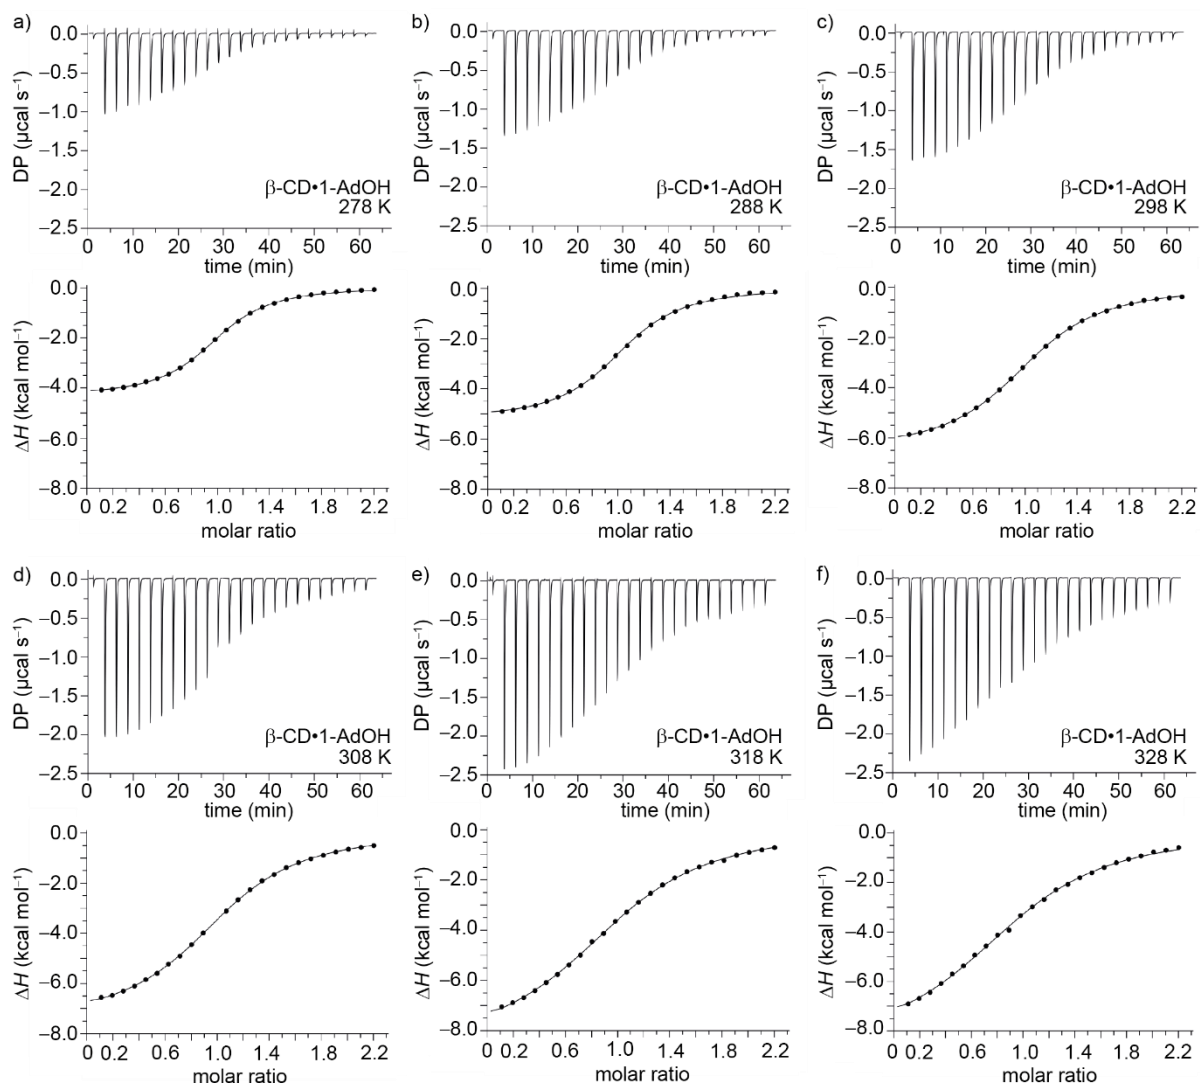 a)
DP (µcal s⁻¹)
0.0
−0.5
−1.0
−1.5
−2.0
−2.5
β-CD•1-AdOH
278 K
0 10 20 30 40 50 60
time (min)
ΔH (kcal mol⁻¹)
0.0
−2.0
−4.0
−6.0
−8.0
0.2 0.6 1.0 1.4 1.8 2.2
molar ratio
b)
DP (µcal s⁻¹)
0.0
−0.5
−1.0
−1.5
−2.0
−2.5
β-CD•1-AdOH
288 K
0 10 20 30 40 50 60
time (min)
ΔH (kcal mol⁻¹)
0.0
−2.0
−4.0
−6.0
−8.0
0 0.2 0.6 1.0 1.4 1.8 2.2
molar ratio
c)
DP (µcal s⁻¹)
0.0
−0.5
−1.0
−1.5
−2.0
−2.5
β-CD•1-AdOH
298 K
0 10 20 30 40 50 60
time (min)
ΔH (kcal mol⁻¹)
0.0
−2.0
−4.0
−6.0
−8.0
0 0.2 0.6 1.0 1.4 1.8 2.2
molar ratio
d)
DP (µcal s⁻¹)
0.0
−0.5
−1.0
−1.5
−2.0
−2.5
β-CD•1-AdOH
308 K
0 10 20 30 40 50 60
time (min)
ΔH (kcal mol⁻¹)
0.0
−2.0
−4.0
−6.0
−8.0
0.2 0.6 1.0 1.4 1.8 2.2
molar ratio
e)
DP (µcal s⁻¹)
0.0
−0.5
−1.0
−1.5
−2.0
−2.5
β-CD•1-AdOH
318 K
0 10 20 30 40 50 60
time (min)
ΔH (kcal mol⁻¹)
0.0
−2.0
−4.0
−6.0
−8.0
0 0.2 0.6 1.0 1.4 1.8 2.2
molar ratio
f)
DP (µcal s⁻¹)
0.0
−0.5
−1.0
−1.5
−2.0
−2.5
β-CD•1-AdOH
328 K
0 10 20 30 40 50 60
time (min)
ΔH (kcal mol⁻¹)
0.0
−2.0
−4.0
−6.0
−8.0
0 0.2 0.6 1.0 1.4 1.8 2.2
molar ratio